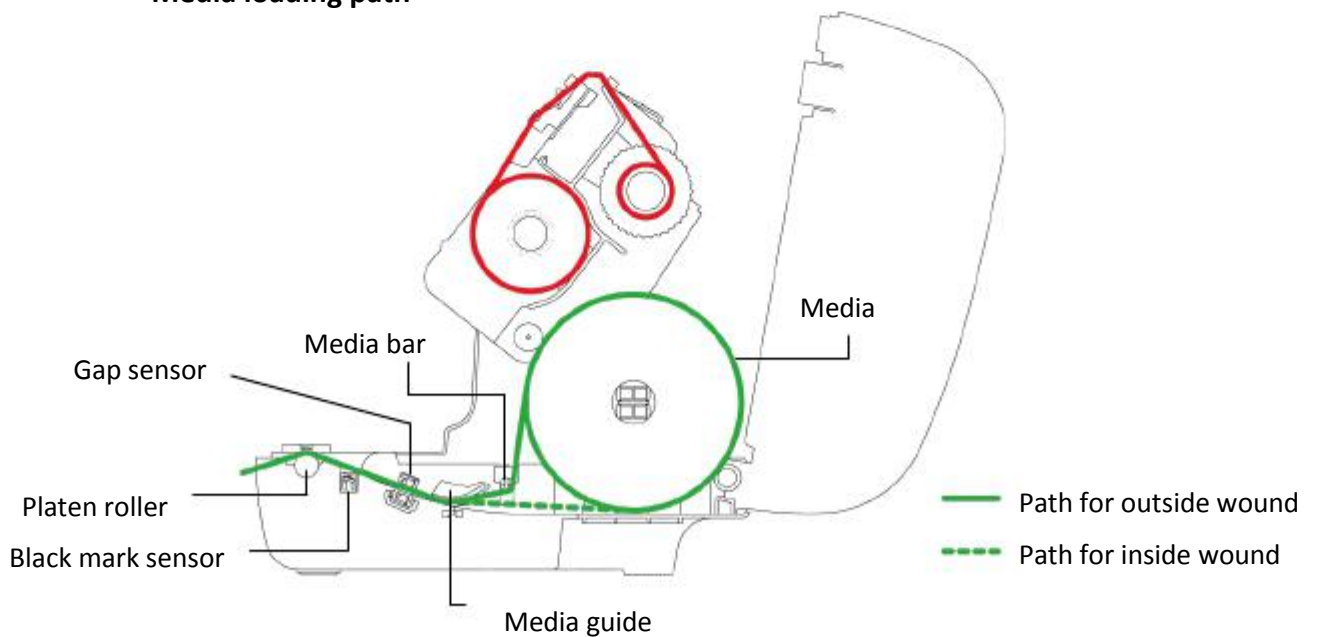 Media loading path
Media
Media bar
Gap sensor
Platen roller
Path for outside wound
Black mark sensor
Path for inside wound
Media guide